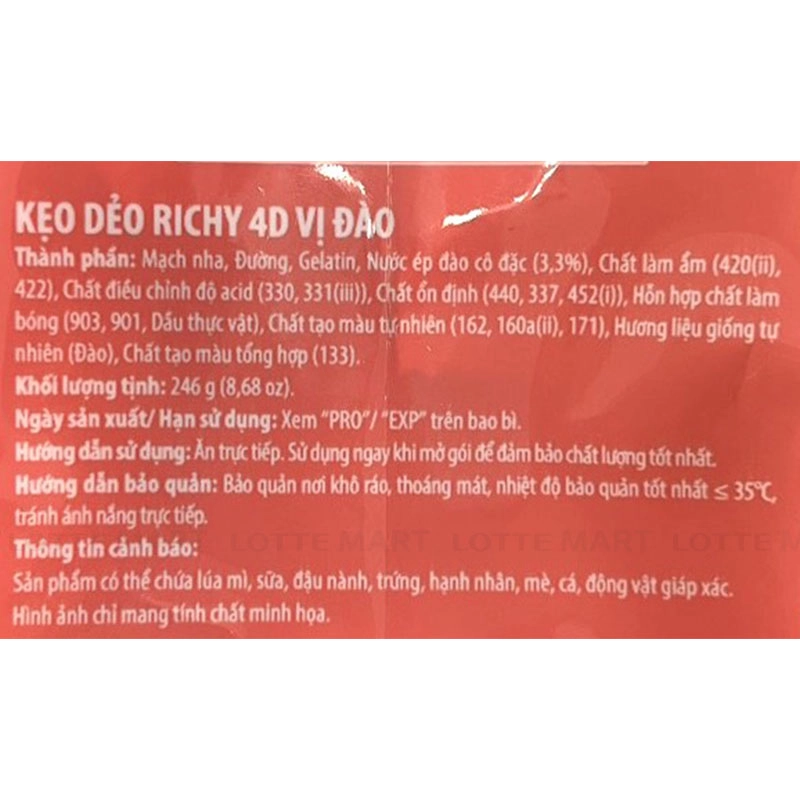 KẸO DẺO RICHY 4D VỊ ĐÀO
Thành phần: Mạch nha, Đường, Gelatin, Nước ép đào cô đặc (3,3%), Chất làm ẩm (420(ii),
422), Chất điều chỉnh độ acid (330, 331(iii)), Chất ổn định (440, 337, 452(i)), Hỗn hợp chất làm
bóng (903, 901, Dầu thực vật), Chất tạo màu tự nhiên (162, 160a(ii), 171), Hương liệu giống tự
nhiên (Đào), Chất tạo màu tổng hợp (133).
Khối lượng tịnh: 246 g (8,68 oz).
Ngày sản xuất/ Hạn sử dụng: Xem "PRO"/ "EXP" trên bao bì.
Hướng dẫn sử dụng: Ăn trực tiếp. Sử dụng ngay khi mở gói để đảm bảo chất lượng tốt nhất.
Hướng dẫn bảo quản: Bảo quản nơi khô ráo, thoáng mát, nhiệt độ bảo quản tốt nhất ≤ 35°C,
tránh ánh nắng trực tiếp.
LOTTE MART LOTTE MART LOTTE M
Thông tin cảnh báo:
Sản phẩm có thể chứa lúa mì, sữa, đậu nành, trứng, hạnh nhân, mè, cá, động vật giáp xác.
Hình ảnh chỉ mang tính chất minh họa.